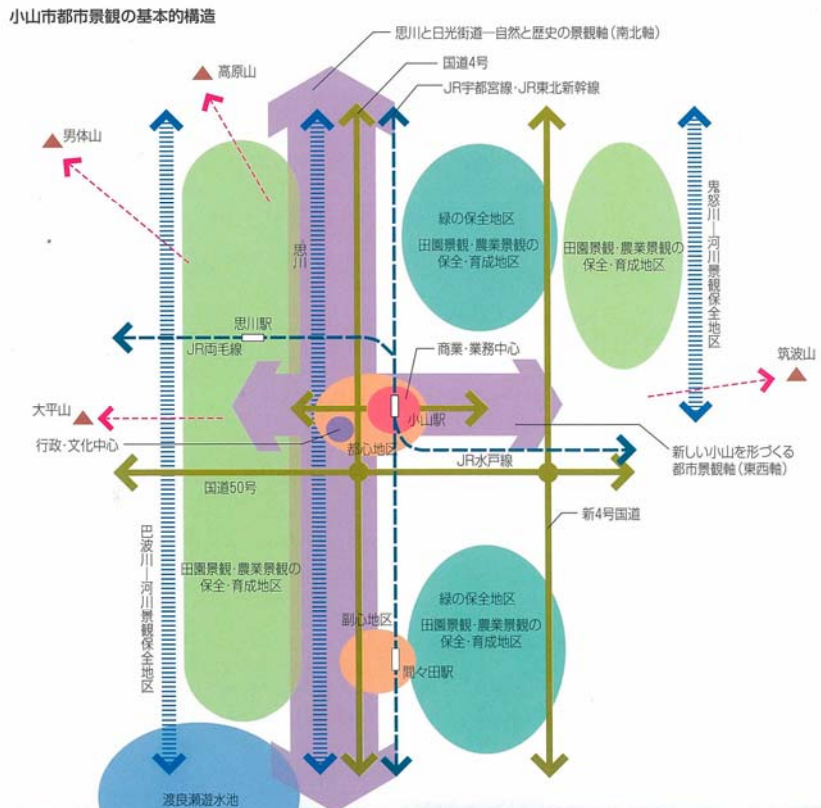 小山市都市景観の基本的構造
思川と日光街道―自然と歴史の景観軸(南北軸)
国道4号
JR宇都宮線・JR東北新幹線
高原山
男体山
鬼怒川―河川景観保全地区
緑の保全地区
田園景観・農業景観の
保全・育成地区
田園景観・農業景観の
保全・育成地区
思川
思川駅
JR両毛線
商業・業務中心
筑波山
大平山
小山駅
行政・文化中心
都心地区
新しい小山を形づくる
都市景観軸(東西軸)
JR水戸線
国道50号
新4号国道
巴波川―河川景観保全地区
田園景観・農業景観の
保全・育成地区
緑の保全地区
田園景観・農業景観の
保全・育成地区
副心地区
間々田駅
渡良瀬遊水池